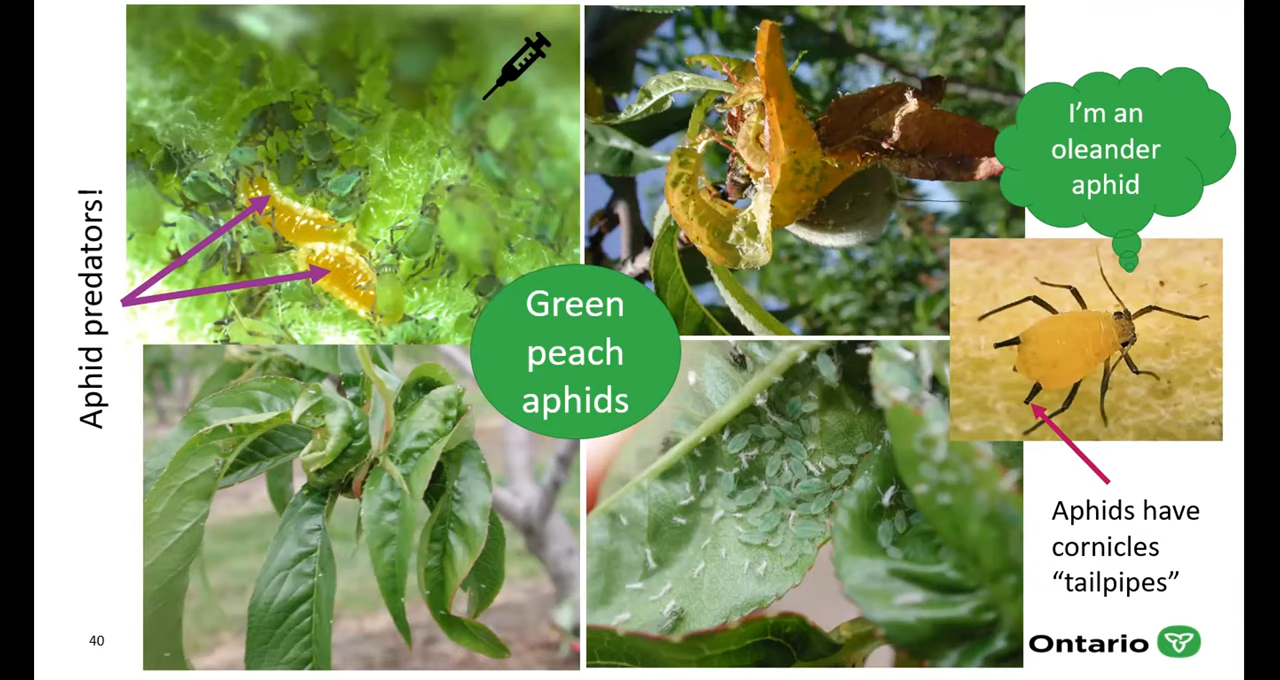 Aphid predators!
Green
peach
aphids
I’m an
oleander
aphid
Aphids have
cornicles
“tailpipes”
40
Ontario